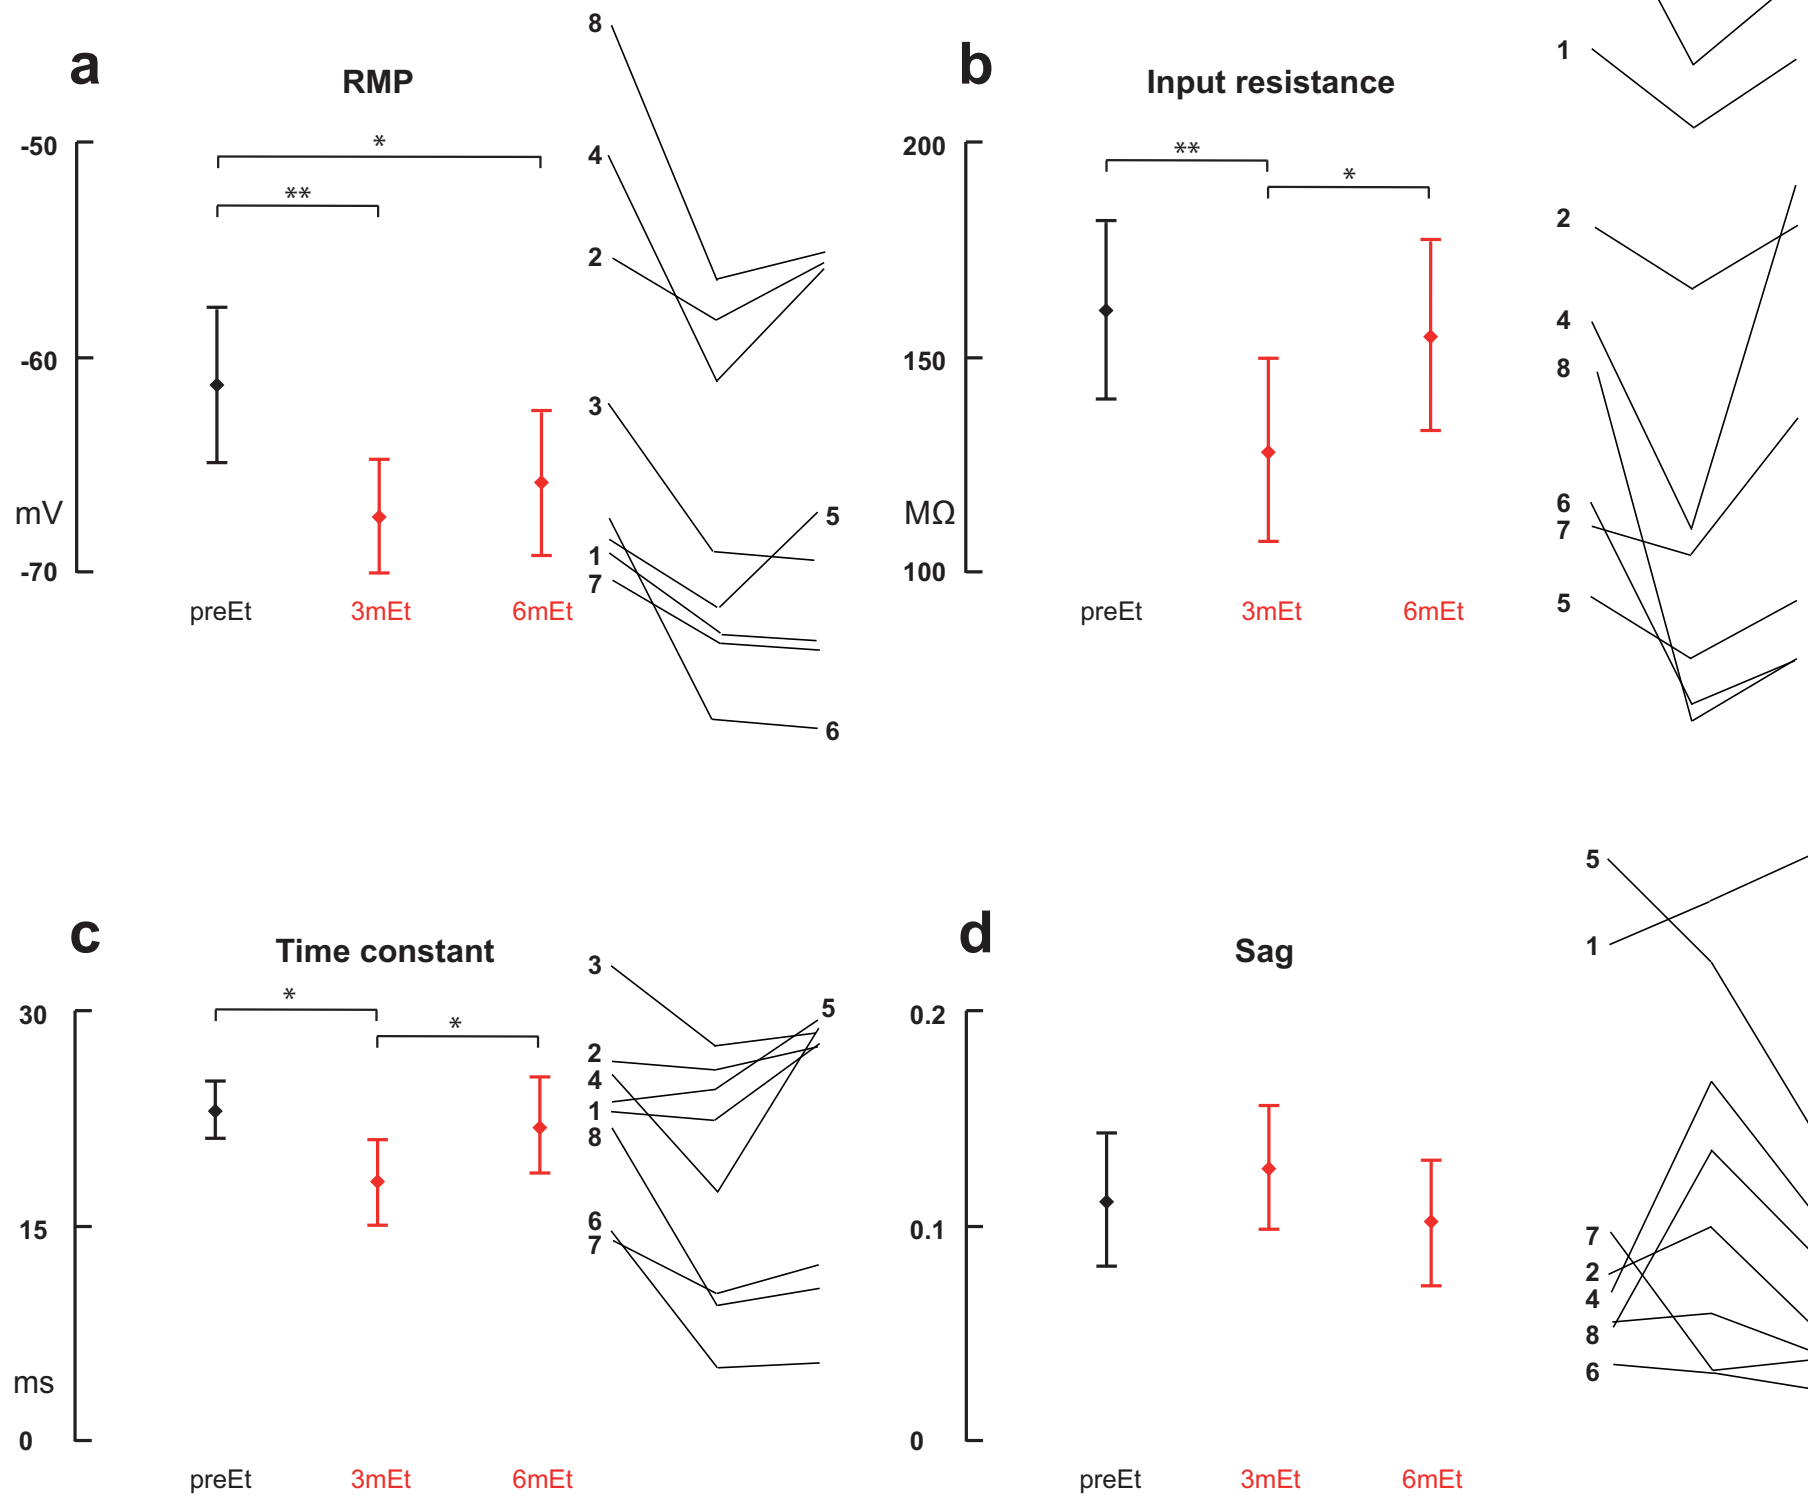 a
RMP
-50
-60
mV
-70
*
**
preEt
3mEt
6mEt
8
4
2
3
1
7
5
6
b
Input resistance
200
150
MΩ
100
**
*
preEt
3mEt
6mEt
1
2
4
8
6
7
5
c
Time constant
30
15
ms
0
*
*
preEt
3mEt
6mEt
3
2
4
1
8
6
7
5
d
Sag
0.2
0.1
0
preEt
3mEt
6mEt
5
1
7
2
4
8
6